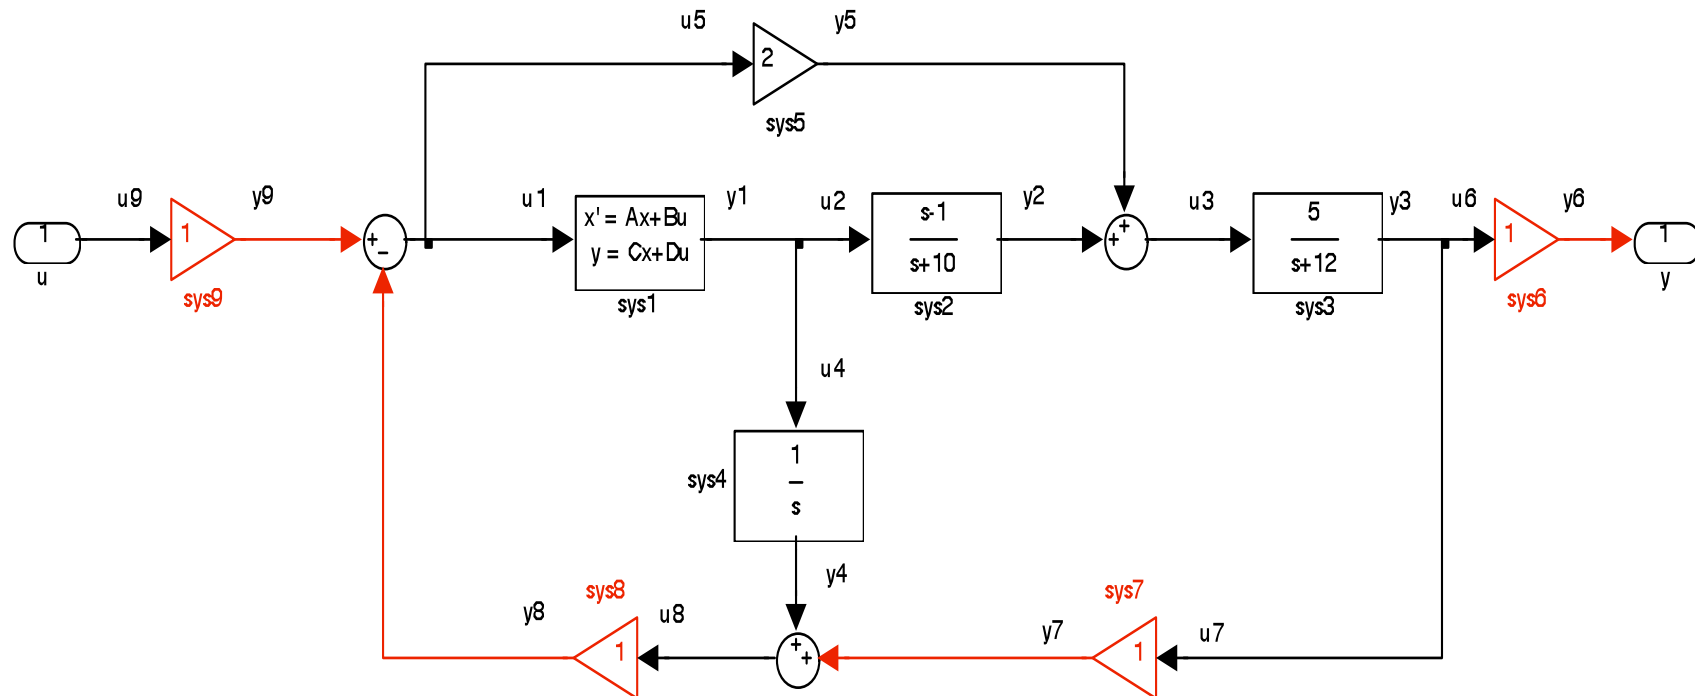 u5
y5
2
sys5
u9
y9
u1
y1
u2
y2
u3
y3
u6
y6
1
u
1
sys9
+
−
x' = Ax+Bu
y = Cx+Du
sys1
s-1
s+10
sys2
+
+
5
s+12
sys3
1
sys6
1
y
u4
sys4
1
s
y4
sys8
sys7
y8
u8
y7
u7
1
+
+
1